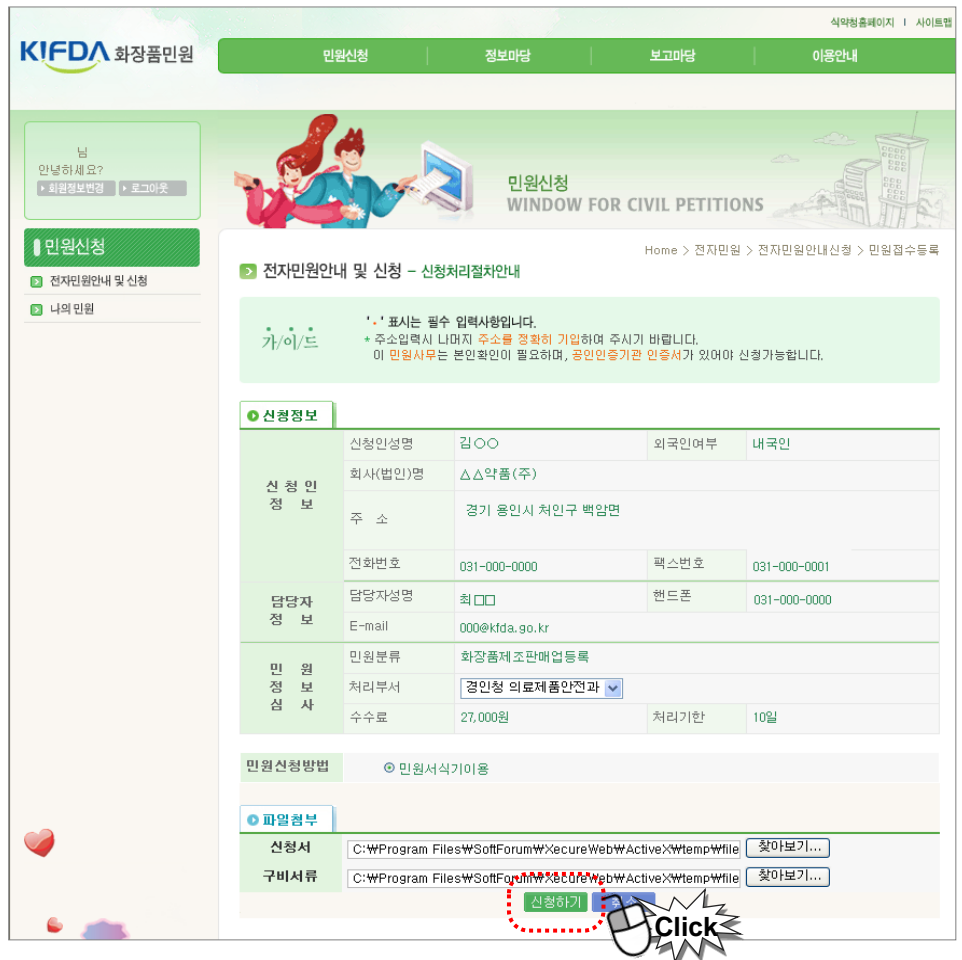 식약청홈페이지 | 사이트맵
KIFDA 화장품민원
민원신청 정보마당 보고마당 이용안내
님
안녕하세요?
회원정보변경 로그아웃
민원신청
WINDOW FOR CIVIL PETITIONS
민원신청
전자민원안내 및 신청
나의 민원
Home > 전자민원 > 전자민원안내신청 > 민원접수등록
전자민원안내 및 신청 – 신청처리절차안내
가/이/드
'•' 표시는 필수 입력사항입니다.
* 주소입력시 나머지 주소를 정확히 기입하여 주시기 바랍니다.
이 민원사무는 본인확인이 필요하며, 공인인증기관 인증서가 있어야 신청가능합니다.
신청정보
신청인 정보
신청인성명 김○○ 외국인여부 내국인
회사(법인)명 △△약품(주)
주 소 경기 용인시 처인구 백암면
전화번호 031-000-0000 팩스번호 031-000-0001
담당자 정보
담당자성명 최□□ 핸드폰 031-000-0000
E-mail 000@kfda.go.kr
민원 정보 심사
민원분류 화장품제조판매업등록
처리부서 경인청 의료제품안전과
수수료 27,000원 처리기한 10일
민원신청방법 민원서식기이용
파일첨부
신청서 C:₩Program Files₩SoftForum₩XecureWeb₩ActiveX₩temp₩file 찾아보기...
구비서류 C:₩Program Files₩SoftForum₩XecureWeb₩ActiveX₩temp₩file 찾아보기...
신청하기 취소
Click